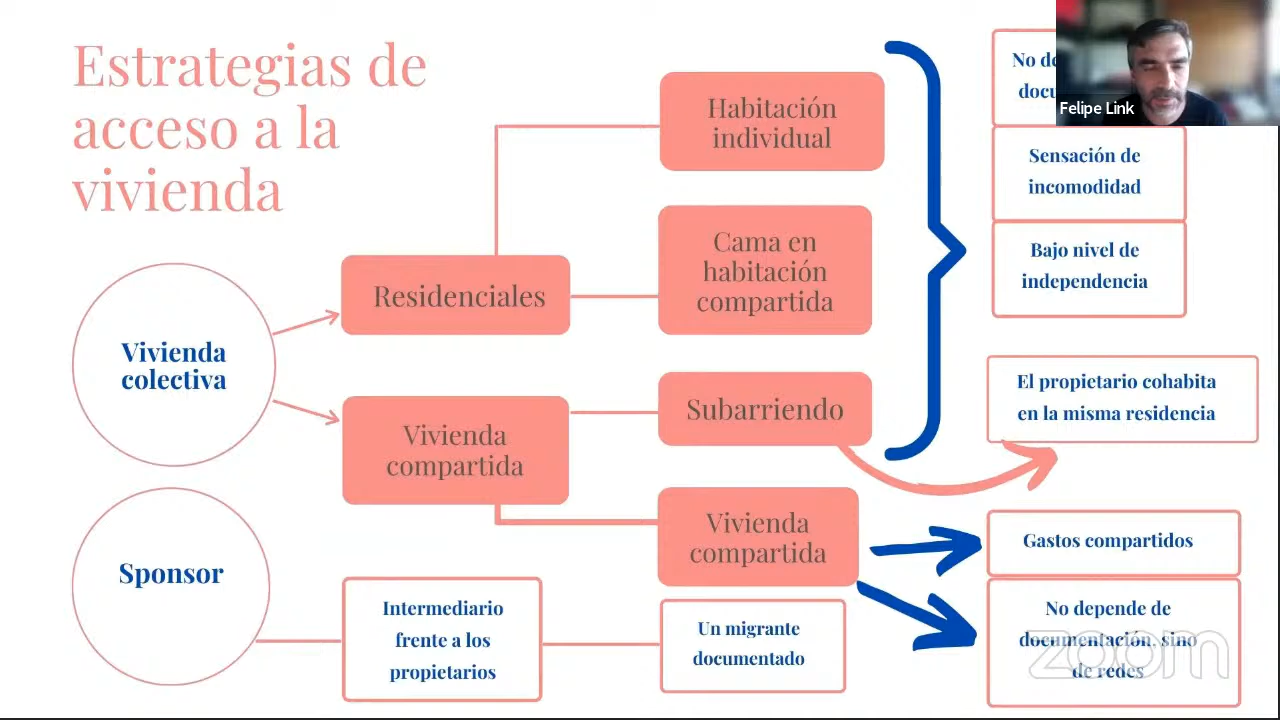 Estrategias de
acceso a la
vivienda
Vivienda
colectiva
Residenciales
Habitación
individual
Cama en
habitación
compartida
No
Felipe Link
Sensación de
incomodidad
Bajo nivel de
independencia
Vivienda
compartida
Subarriendo
El propietario cohabita
en la misma residencia
Vivienda
compartida
Gastos compartidos
No depende de
documentación, sino
de redes
Sponsor
Intermediario
frente a los
propietarios
Un migrante
documentado
zoom